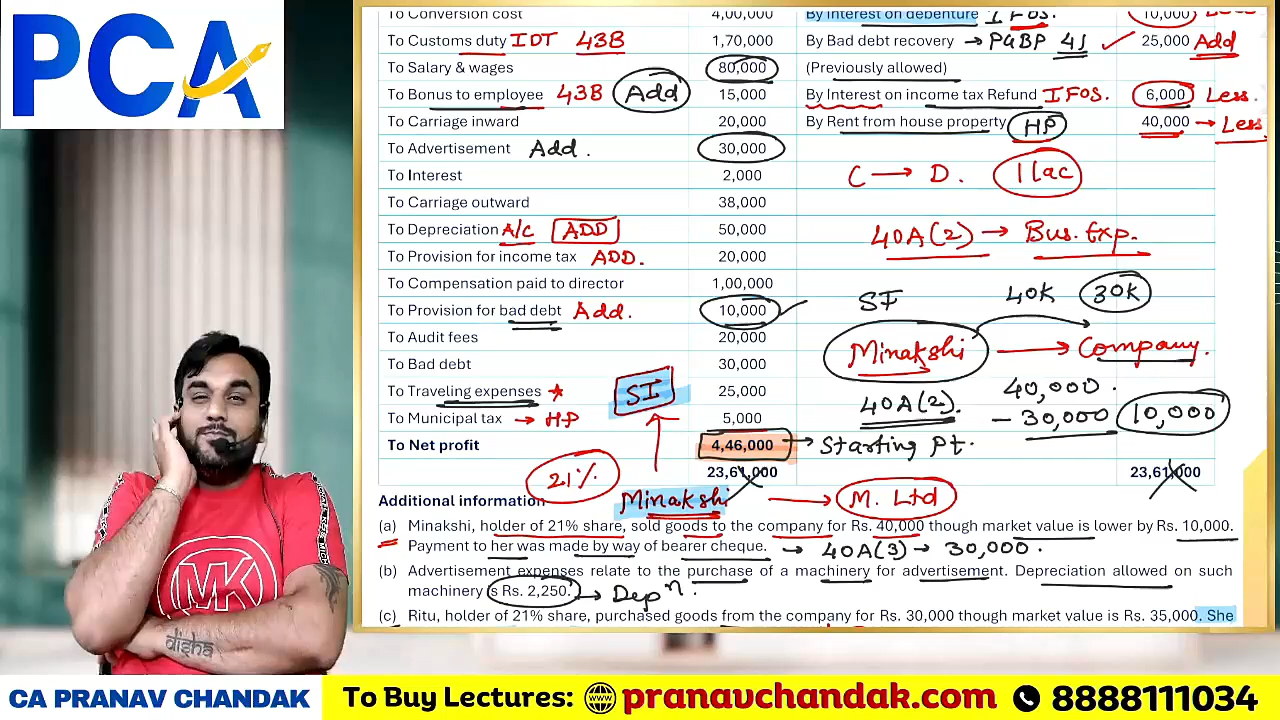 PCA
To Conversion cost 4,00,000 By Interest on debenture IFOS. 10,000
To Customs duty IDT 43B 1,70,000 By Bad debt recovery → PGBP 41 ✓ 25,000 Add
To Salary & wages 80,000 (Previously allowed)
To Bonus to employee 43B Add 15,000 By Interest on income tax Refund IFOS. 6,000 Less.
To Carriage inward 20,000 By Rent from house property HP 40,000 → Less
To Advertisement Add. 30,000
To Interest 2,000 C → D. 1 lac
To Carriage outward 38,000
To Depreciation A/c ADD 50,000 40A(2) → Bus. Exp.
To Provision for income tax ADD. 20,000
To Compensation paid to director 1,00,000
SI 40K 30K
To Provision for bad debt Add. 10,000
To Audit fees 20,000
Minakshi → Company.
To Bad debt 30,000
To Traveling expenses * SI 25,000 40,000.
40A(2). - 30,000 10,000
To Municipal tax → HP 5,000
To Net profit 4,46,000 → Starting Pt.
21% 23,61,000 23,61,000
Minakshi → M. Ltd
Additional information
(a) Minakshi, holder of 21% share, sold goods to the company for Rs. 40,000 though market value is lower by Rs. 10,000.
Payment to her was made by way of bearer cheque. → 40A(3) → 30,000.
(b) Advertisement expenses relate to the purchase of a machinery for advertisement. Depreciation allowed on such
machinery is Rs. 2,250. → Depn.
(c) Ritu, holder of 21% share, purchased goods from the company for Rs. 30,000 though market value is Rs. 35,000. She
MK
disha
CA PRANAV CHANDAK To Buy Lectures: pranavchandak.com 8888111034